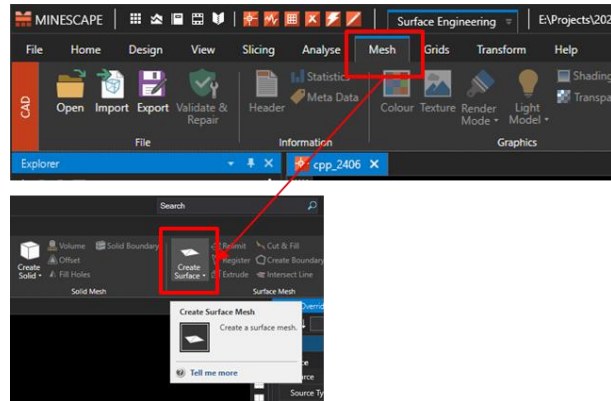 MINESCAPE
Surface Engineering
E:\Projects\202
File Home Design View Slicing Analyse Mesh Grids Transform Help
CAD
Open Import Export Validate & Repair
Header Statistics
Meta Data
Colour Texture Render Mode Light Model
Shading
Transpa
File Information Graphics
Explorer
cpp_2406
Search
Create Solid
Volume Solid Boundary
Offset
Fill Holes
Create Surface
Relimit Cut & Fill
Register Create Boundary
Extrude Intersect Line
Solid Mesh Surface Mesh
Create Surface Mesh
Create a surface mesh.
Tell me more
Overrid
Source Ty